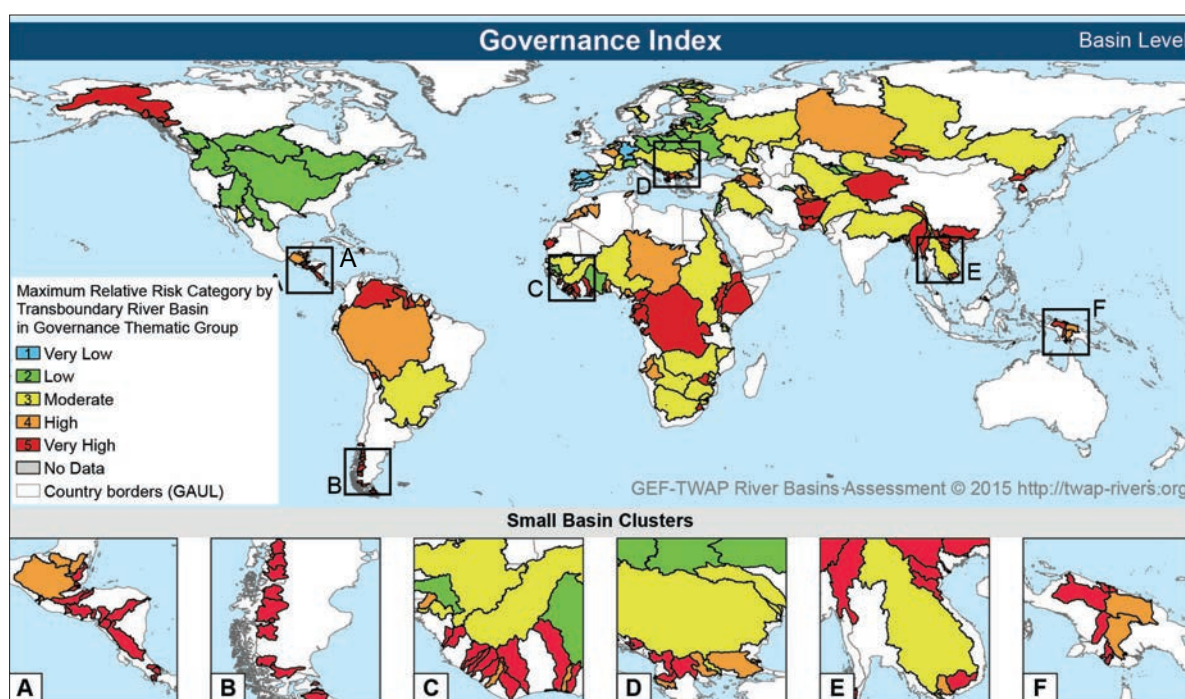 Governance Index
Basin Level
A
D
C
E
F
B
Maximum Relative Risk Category by
Transboundary River Basin
in Governance Thematic Group
1 Very Low
2 Low
3 Moderate
4 High
5 Very High
No Data
Country borders (GAUL)
GEF-TWAP River Basins Assessment © 2015 http://twap-rivers.org
Small Basin Clusters
A
B
C
D
E
F